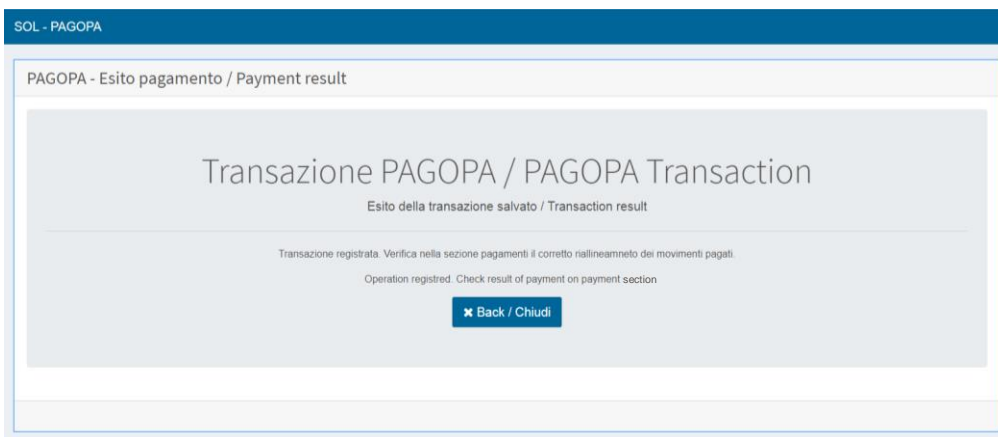 SOL - PAGOPA
PAGOPA - Esito pagamento / Payment result
Transazione PAGOPA / PAGOPA Transaction
Esito della transazione salvato / Transaction result
Transazione registrata. Verifica nella sezione pagamenti il corretto riallineamneto dei movimenti pagati.
Operation registred. Check result of payment on payment section
✖ Back / Chiudi